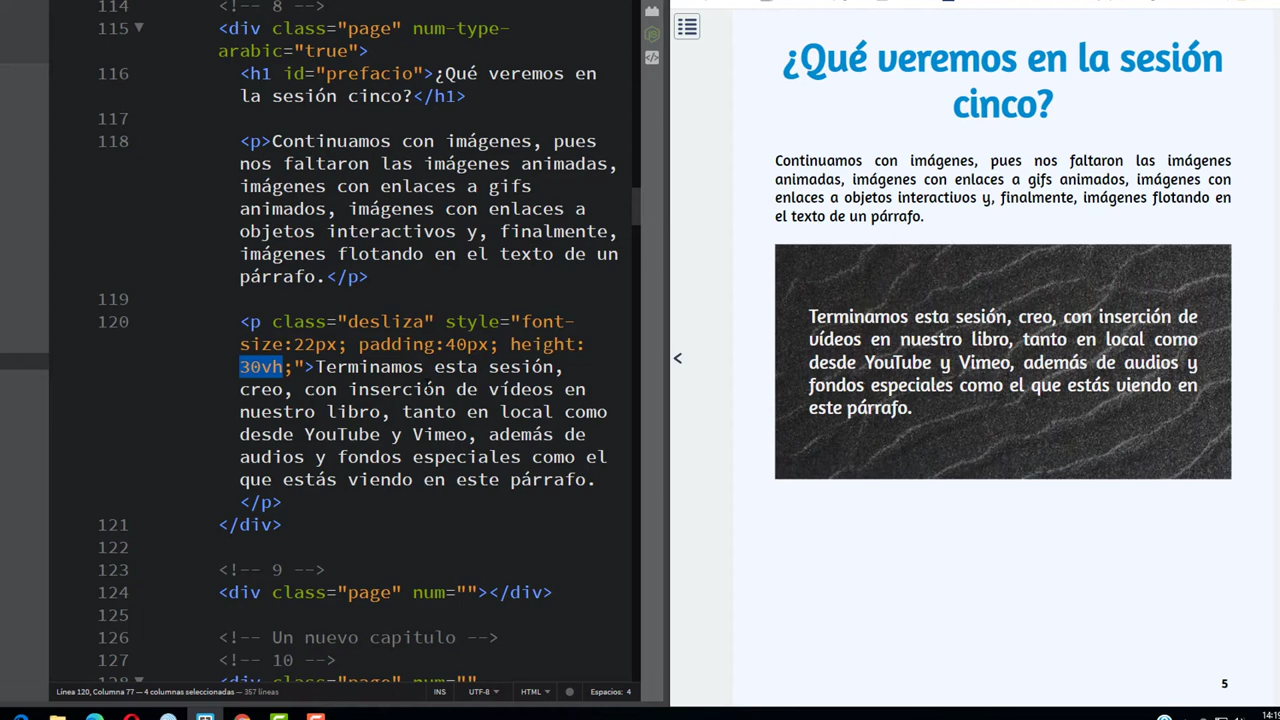 114 <!-- 8 -->
115 <div class="page" num-type-
arabic="true">
116 <h1 id="prefacio">¿Qué veremos en
la sesión cinco?</h1>
117
118 <p>Continuamos con imágenes, pues
nos faltaron las imágenes animadas,
imágenes con enlaces a gifs
animados, imágenes con enlaces a
objetos interactivos y, finalmente,
imágenes flotando en el texto de un
párrafo.</p>
119
120 <p class="desliza" style="font-
size:22px; padding:40px; height:
30vh;">Terminamos esta sesión,
creo, con inserción de vídeos en
nuestro libro, tanto en local como
desde YouTube y Vimeo, además de
audios y fondos especiales como el
que estás viendo en este párrafo.
</p>
121 </div>
122
123 <!-- 9 -->
124 <div class="page" num=""></div>
125
126 <!-- Un nuevo capitulo -->
127 <!-- 10 -->
128 <div class="page" num=""
Línea 120, Columna 77 — 4 columnas seleccionadas — 357 líneas
INS UTF-8 HTML Espacios: 4
¿Qué veremos en la sesión
cinco?
Continuamos con imágenes, pues nos faltaron las imágenes
animadas, imágenes con enlaces a gifs animados, imágenes con
enlaces a objetos interactivos y, finalmente, imágenes flotando en
el texto de un párrafo.
Terminamos esta sesión, creo, con inserción de
vídeos en nuestro libro, tanto en local como
desde YouTube y Vimeo, además de audios y
fondos especiales como el que estás viendo en
este párrafo.
5